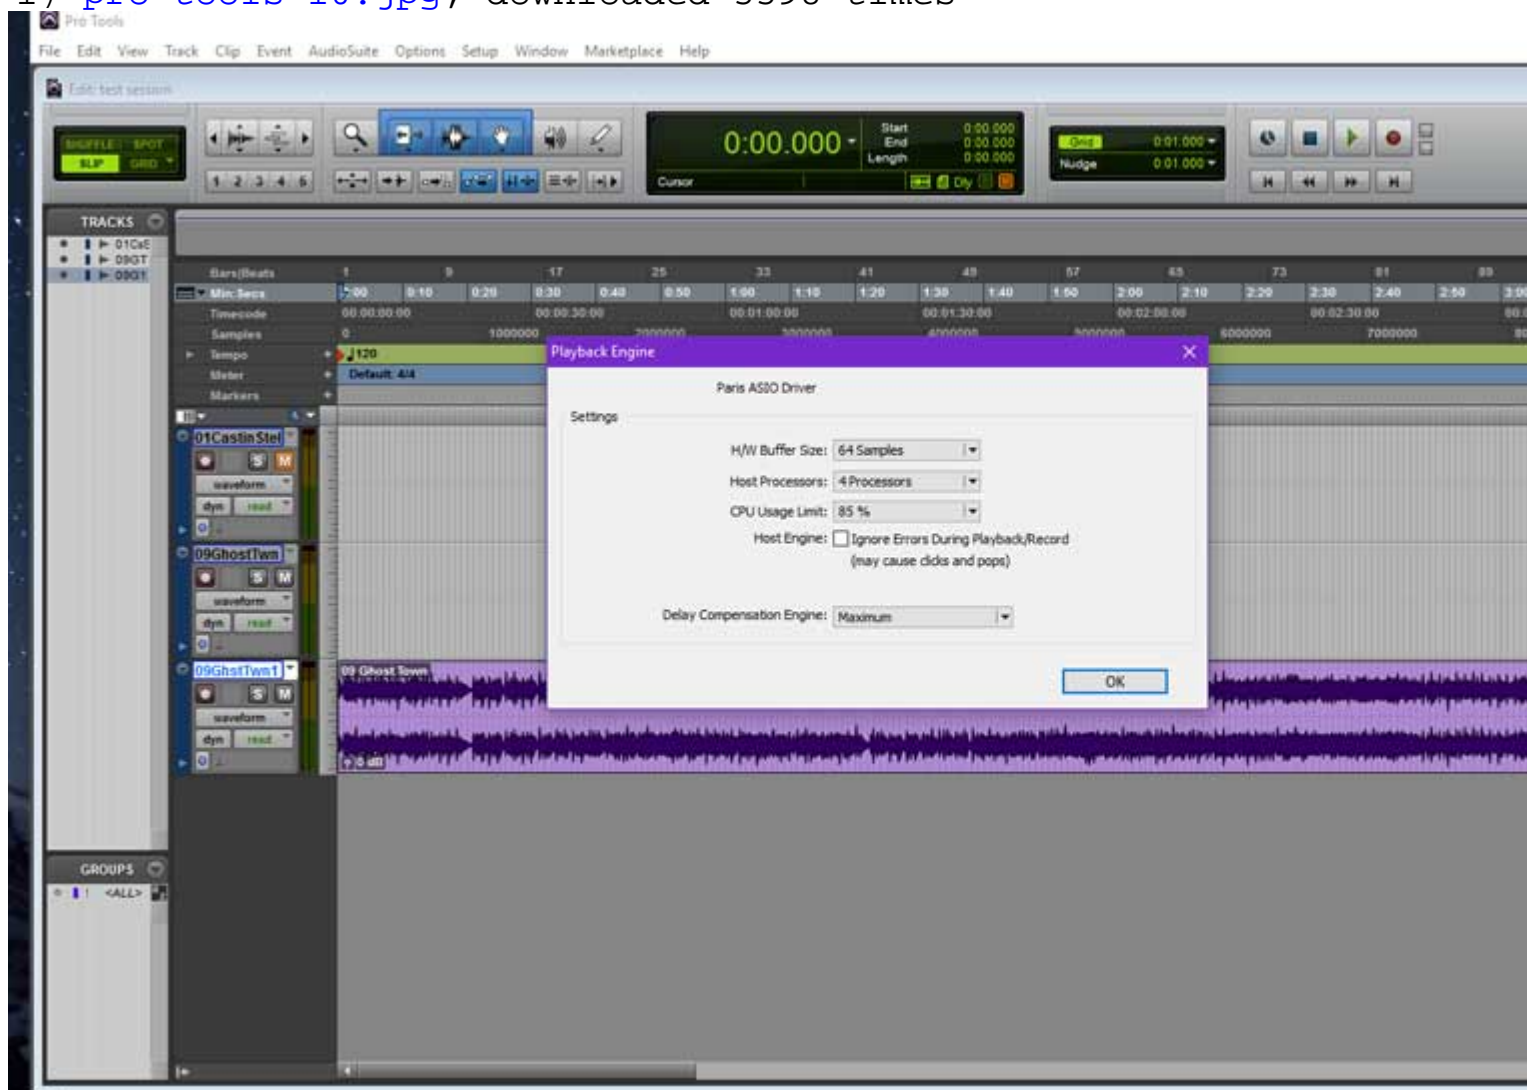 Pro Tools
File Edit View Track Clip Event AudioSuite Options Setup Window Marketplace Help
Edit: test session
SHUFFLE SPOT
SLIP GRID
1 2 3 4 5
0:00.000
Start 0:00.000
End 0:00.000
Length 0:00.000
Cursor
Dly
Grid 0:01.000
Nudge 0:01.000
TRACKS
01CsS
09GT
09GT
Bars|Beats 1 9 17 25 33 41 49 57 65 73 81 89
Min:Secs 0:00 0:10 0:20 0:30 0:40 0:50 1:00 1:10 1:20 1:30 1:40 1:50 2:00 2:10 2:20 2:30 2:40 2:50 3:00
Timecode 00:00:00:00 00:00:30:00 00:01:00:00 00:01:30:00 00:02:00:00 00:02:30:00
Samples 0 1000000 2000000 3000000 4000000 5000000 6000000 7000000
Tempo 120
Meter Default: 4/4
Markers
Playback Engine
Paris ASIO Driver
Settings
H/W Buffer Size: 64 Samples
Host Processors: 4 Processors
CPU Usage Limit: 85 %
Host Engine: Ignore Errors During Playback/Record
(may cause clicks and pops)
Delay Compensation Engine: Maximum
OK
01CastinStel
S M
waveform
dyn read
09GhostTwn
S M
waveform
dyn read
09GhstTwn1
S M
waveform
dyn read
09 Ghost Town
0 dB
GROUPS
! <ALL>